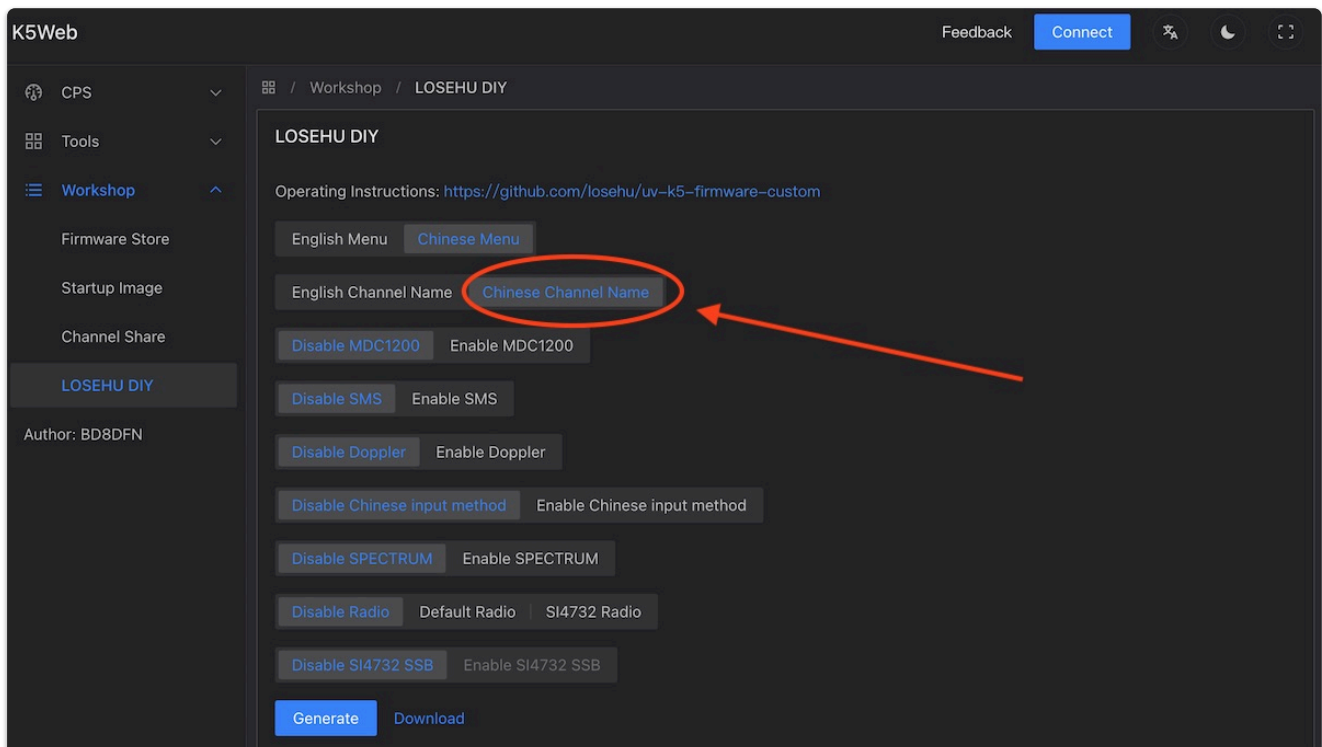 K5Web
Feedback Connect
CPS
Tools
Workshop
Firmware Store
Startup Image
Channel Share
LOSEHU DIY
Author: BD8DFN
/ Workshop / LOSEHU DIY
LOSEHU DIY
Operating Instructions: https://github.com/losehu/uv-k5-firmware-custom
English Menu Chinese Menu
English Channel Name Chinese Channel Name
Disable MDC1200 Enable MDC1200
Disable SMS Enable SMS
Disable Doppler Enable Doppler
Disable Chinese input method Enable Chinese input method
Disable SPECTRUM Enable SPECTRUM
Disable Radio Default Radio SI4732 Radio
Disable SI4732 SSB Enable SI4732 SSB
Generate Download